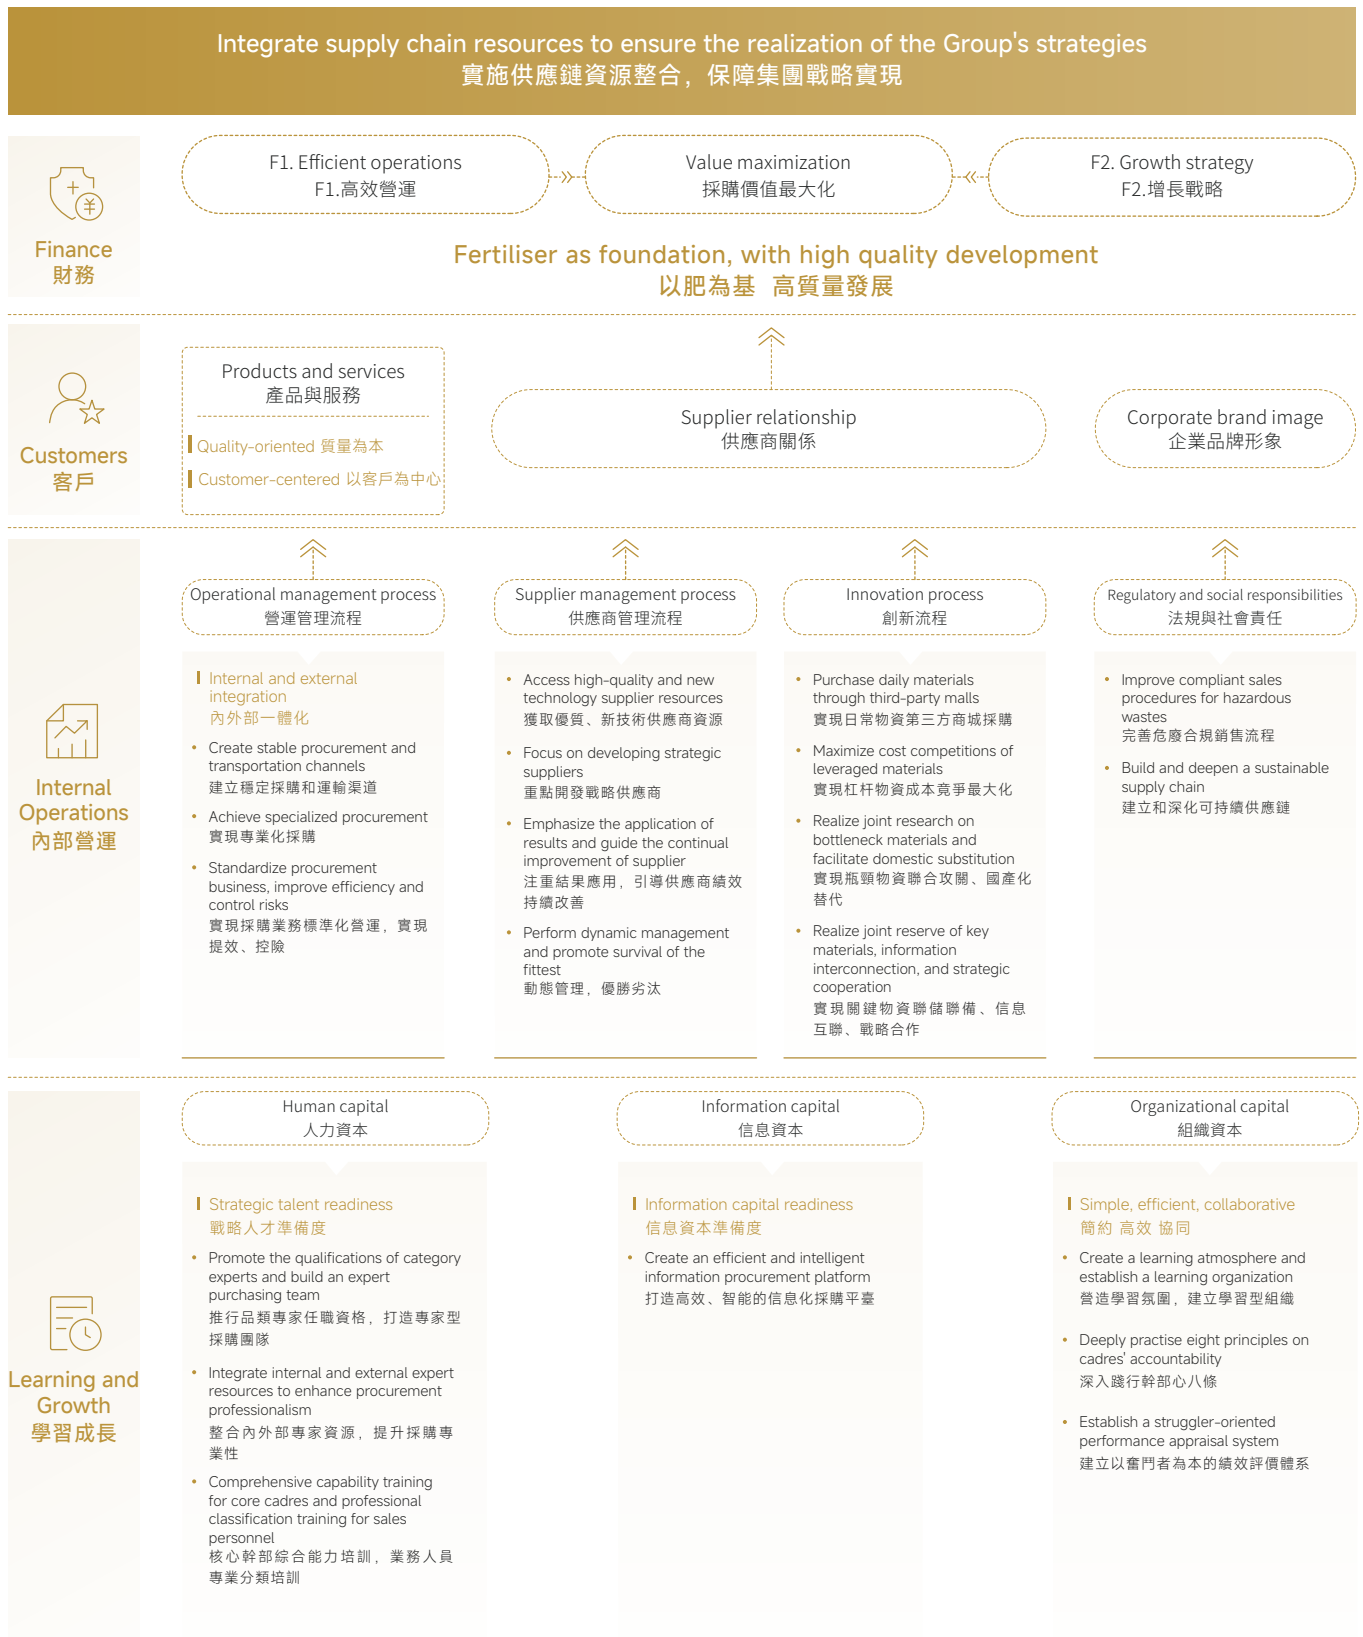 Integrate supply chain resources to ensure the realization of the Group's strategies
實施供應鏈資源整合，保障集團戰略實現
Finance
財務
F1. Efficient operations
F1.高效營運
Value maximization
採購價值最大化
F2. Growth strategy
F2.增長戰略
Fertiliser as foundation, with high quality development
以肥為基 高質量發展
Customers
客戶
Products and services
產品與服務
Quality-oriented 質量為本
Customer-centered 以客戶為中心
Supplier relationship
供應商關係
Corporate brand image
企業品牌形象
Internal
Operations
內部營運
Operational management process
營運管理流程
Internal and external
integration
內外部一體化
• Create stable procurement and
transportation channels
建立穩定採購和運輸渠道
• Achieve specialized procurement
實現專業化採購
• Standardize procurement
business, improve efficiency and
control risks
實現採購業務標準化營運，實現
提效、控險
Supplier management process
供應商管理流程
• Access high-quality and new
technology supplier resources
獲取優質、新技術供應商資源
• Focus on developing strategic
suppliers
重點開發戰略供應商
• Emphasize the application of
results and guide the continual
improvement of supplier
注重結果應用，引導供應商績效
持續改善
• Perform dynamic management
and promote survival of the
fittest
動態管理，優勝劣汰
Innovation process
創新流程
• Purchase daily materials
through third-party malls
實現日常物資第三方商城採購
• Maximize cost competitions of
leveraged materials
實現杠杆物資成本竟爭最大化
• Realize joint research on
bottleneck materials and
facilitate domestic substitution
實現瓶頸物資聯合攻關、國產化
替代
• Realize joint reserve of key
materials, information
interconnection, and strategic
cooperation
實現關鍵物資聯儲聯備、信息
互聯、戰略合作
Regulatory and social responsibilities
法規與社會責任
• Improve compliant sales
procedures for hazardous
wastes
完善危廢合規銷售流程
• Build and deepen a sustainable
supply chain
建立和深化可持續供應鏈
Learning and
Growth
學習成長
Human capital
人力資本
Strategic talent readiness
戰略人才準備度
• Promote the qualifications of category
experts and build an expert
purchasing team
推行品類專家任職資格，打造專家型
採購團隊
• Integrate internal and external expert
resources to enhance procurement
professionalism
整合內外部專家資源，提升採購專
業性
• Comprehensive capability training
for core cadres and professional
classification training for sales
personnel
核心幹部綜合能力培訓，業務人員
專業分類培訓
Information capital
信息資本
Information capital readiness
信息資本準備度
• Create an efficient and intelligent
information procurement platform
打造高效、智能的信息化採購平臺
Organizational capital
組織資本
Simple, efficient, collaborative
簡約 高效 協同
• Create a learning atmosphere and
establish a learning organization
營造學習氛圍，建立學習型組織
• Deeply practise eight principles on
cadres' accountability
深入踐行幹部心八條
• Establish a struggler-oriented
performance appraisal system
建立以奮鬥者為本的績效評價體系